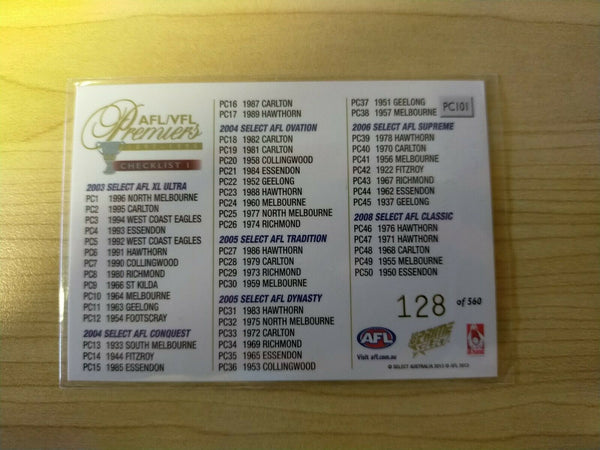 AFL/VFL
Premiers
CHECKLIST 1
2003 SELECT AFL XL ULTRA
PC1 1996 NORTH MELBOURNE
PC2 1995 CARLTON
PC3 1994 WEST COAST EAGLES
PC4 1993 ESSENDON
PC5 1992 WEST COAST EAGLES
PC6 1991 HAWTHORN
PC7 1990 COLLINGWOOD
PC8 1980 RICHMOND
PC9 1966 ST KILDA
PC10 1964 MELBOURNE
PC11 1963 GEELONG
PC12 1954 FOOTSCRAY
2004 SELECT AFL CONQUEST
PC13 1933 SOUTH MELBOURNE
PC14 1944 FITZROY
PC15 1985 ESSENDON
PC16 1987 CARLTON
PC17 1989 HAWTHORN
2004 SELECT AFL OVATION
PC18 1982 CARLTON
PC19 1981 CARLTON
PC20 1958 COLLINGWOOD
PC21 1984 ESSENDON
PC22 1952 GEELONG
PC23 1988 HAWTHORN
PC24 1960 MELBOURNE
PC25 1977 NORTH MELBOURNE
PC26 1974 RICHMOND
2005 SELECT AFL TRADITION
PC27 1986 HAWTHORN
PC28 1979 CARLTON
PC29 1973 RICHMOND
PC30 1959 MELBOURNE
2005 SELECT AFL DYNASTY
PC31 1983 HAWTHORN
PC32 1975 NORTH MELBOURNE
PC33 1972 CARLTON
PC34 1969 RICHMOND
PC35 1965 ESSENDON
PC36 1953 COLLINGWOOD
PC37 1951 GEELONG
PC38 1957 MELBOURNE
PC101
2006 SELECT AFL SUPREME
PC39 1978 HAWTHORN
PC40 1970 CARLTON
PC41 1956 MELBOURNE
PC42 1922 FITZROY
PC43 1967 RICHMOND
PC44 1962 ESSENDON
PC45 1937 GEELONG
2008 SELECT AFL CLASSIC
PC46 1976 HAWTHORN
PC47 1971 HAWTHORN
PC48 1968 CARLTON
PC49 1955 MELBOURNE
PC50 1950 ESSENDON
128 of 560
AFL
Visit afl.com.au
© SELECT AUSTRALIA 2013 © AFL 2013